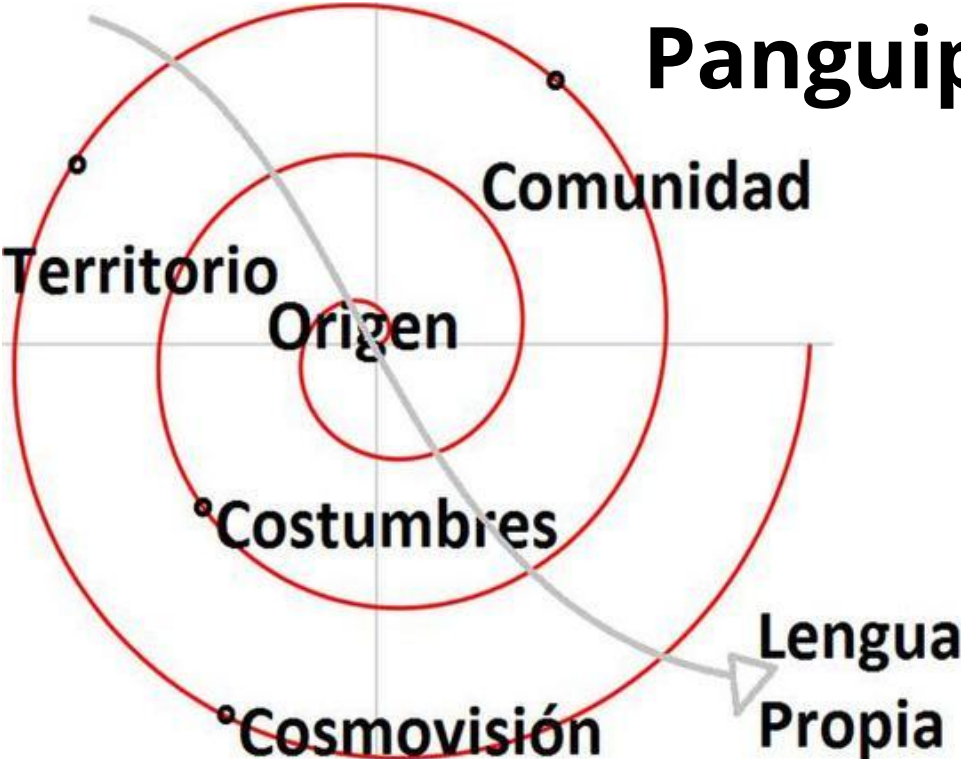 Panguip
Comunidad
Territorio
Origen
Costumbres
Lengua
Propia
Cosmovisión